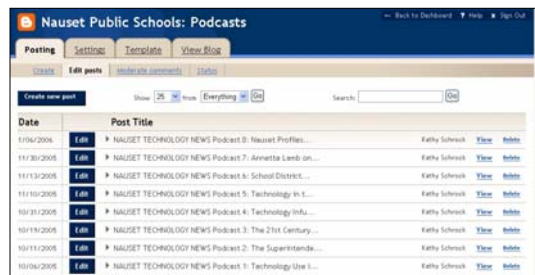 Nauset Public Schools: Podcasts
← Back to Dashboard ? Help × Sign Out
Posting Settings Template View Blog
Create Edit posts Moderate comments Status
Create new post Show 25 from Everything Go Search: Go
Date Post Title
1/06/2006 Edit NAUSET TECHNOLOGY NEWS Podcast 8: Nauset Profiles... Kathy Schrock View Delete
11/30/2005 Edit NAUSET TECHNOLOGY NEWS Podcast 7: Annetta Lamb on... Kathy Schrock View Delete
11/13/2005 Edit NAUSET TECHNOLOGY NEWS Podcast 6: School District... Kathy Schrock View Delete
11/10/2005 Edit NAUSET TECHNOLOGY NEWS Podcast 5: Technology in t... Kathy Schrock View Delete
10/31/2005 Edit NAUSET TECHNOLOGY NEWS Podcast 4: Technology Infu... Kathy Schrock View Delete
10/19/2005 Edit NAUSET TECHNOLOGY NEWS Podcast 3: The 21st Century... Kathy Schrock View Delete
10/11/2005 Edit NAUSET TECHNOLOGY NEWS Podcast 2: The Superintende... Kathy Schrock View Delete
10/06/2005 Edit NAUSET TECHNOLOGY NEWS Podcast 1: Technology Use i... Kathy Schrock View Delete